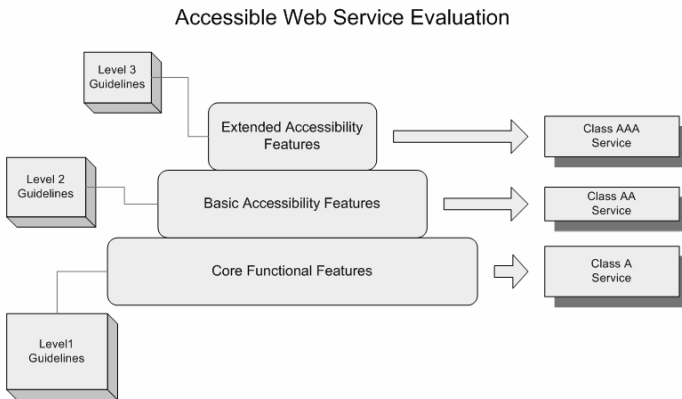 Accessible Web Service Evaluation
Level 3
Guidelines
Extended Accessibility
Features
Class AAA
Service
Level 2
Guidelines
Basic Accessibility Features
Class AA
Service
Core Functional Features
Class A
Service
Level1
Guidelines